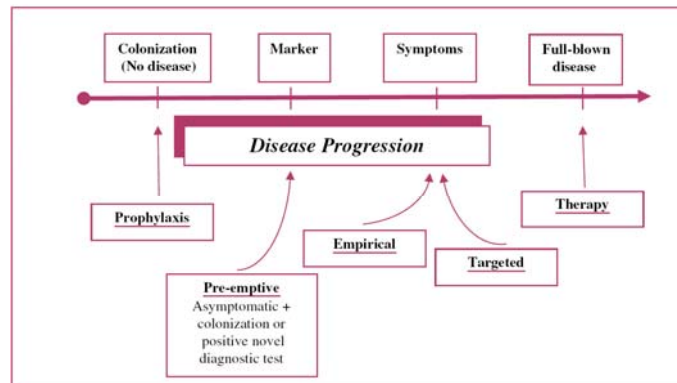 Colonization
(No disease)
Marker
Symptoms
Full-blown
disease
Disease Progression
Prophylaxis
Therapy
Empirical
Targeted
Pre-emptive
Asymptomatic +
colonization or
positive novel
diagnostic test